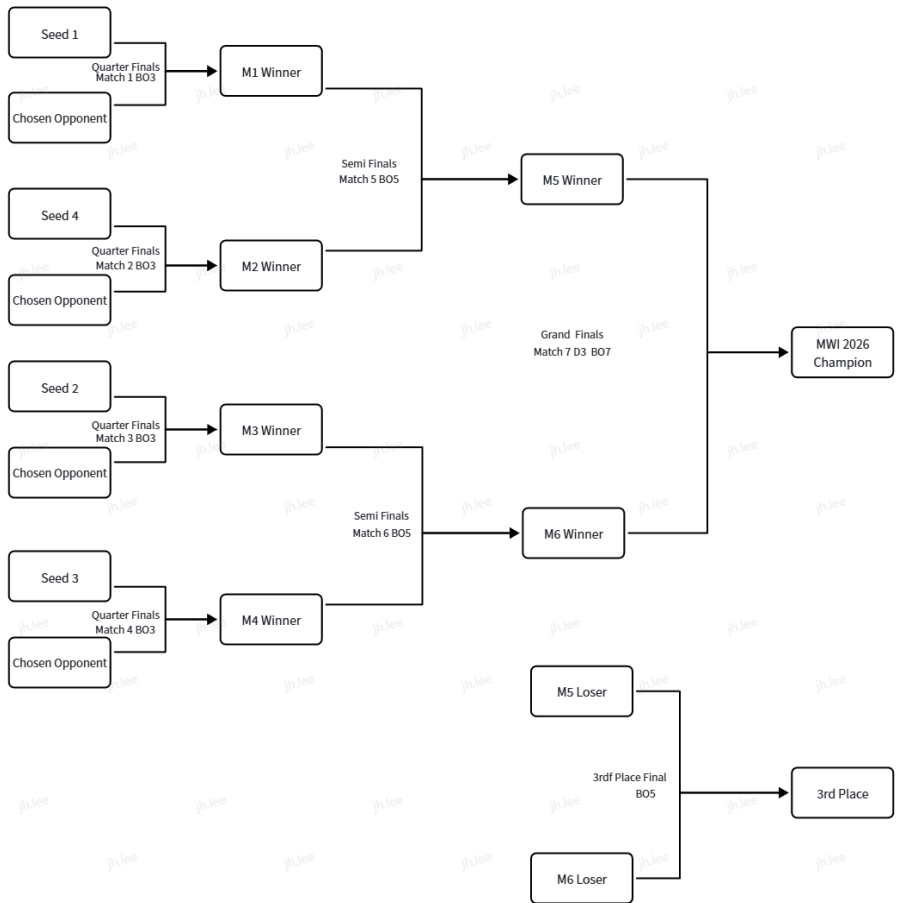 Seed 1
Quarter Finals
Match 1 BO3
Chosen Opponent
M1 Winner
Semi Finals
Match 5 BO5
Seed 4
Quarter Finals
Match 2 BO3
Chosen Opponent
M2 Winner
M5 Winner
Grand Finals
Match 7 D3 BO7
MWI 2026
Champion
Seed 2
Quarter Finals
Match 3 BO3
Chosen Opponent
M3 Winner
Semi Finals
Match 6 BO5
M6 Winner
Seed 3
Quarter Finals
Match 4 BO3
Chosen Opponent
M4 Winner
M5 Loser
3rdf Place Final
BO5
3rd Place
M6 Loser
jh.lee